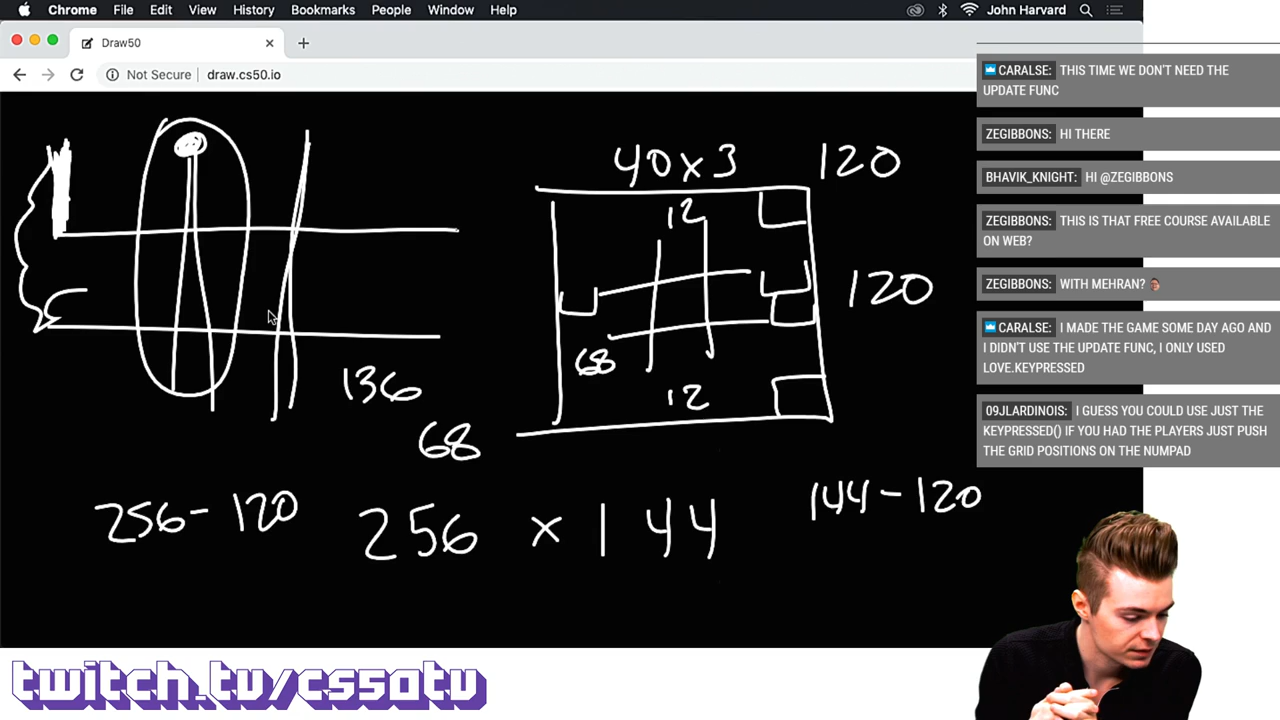 Chrome File Edit View History Bookmarks People Window Help John Harvard
Draw50
Not Secure draw.cs50.io
40 x 3
120
12
120
68
12
136
68
256 - 120
256 x 144
144 - 120
CARALSE: THIS TIME WE DON'T NEED THE
UPDATE FUNC
ZEGIBBONS: HI THERE
BHAVIK_KNIGHT: HI @ZEGIBBONS
ZEGIBBONS: THIS IS THAT FREE COURSE AVAILABLE
ON WEB?
ZEGIBBONS: WITH MEHRAN?
CARALSE: I MADE THE GAME SOME DAY AGO AND
I DIDN'T USE THE UPDATE FUNC, I ONLY USED
LOVE.KEYPRESSED
09JLARDINOIS: I GUESS YOU COULD USE JUST THE
KEYPRESSED() IF YOU HAD THE PLAYERS JUST PUSH
THE GRID POSITIONS ON THE NUMPAD
twitch.tv/cs50tv